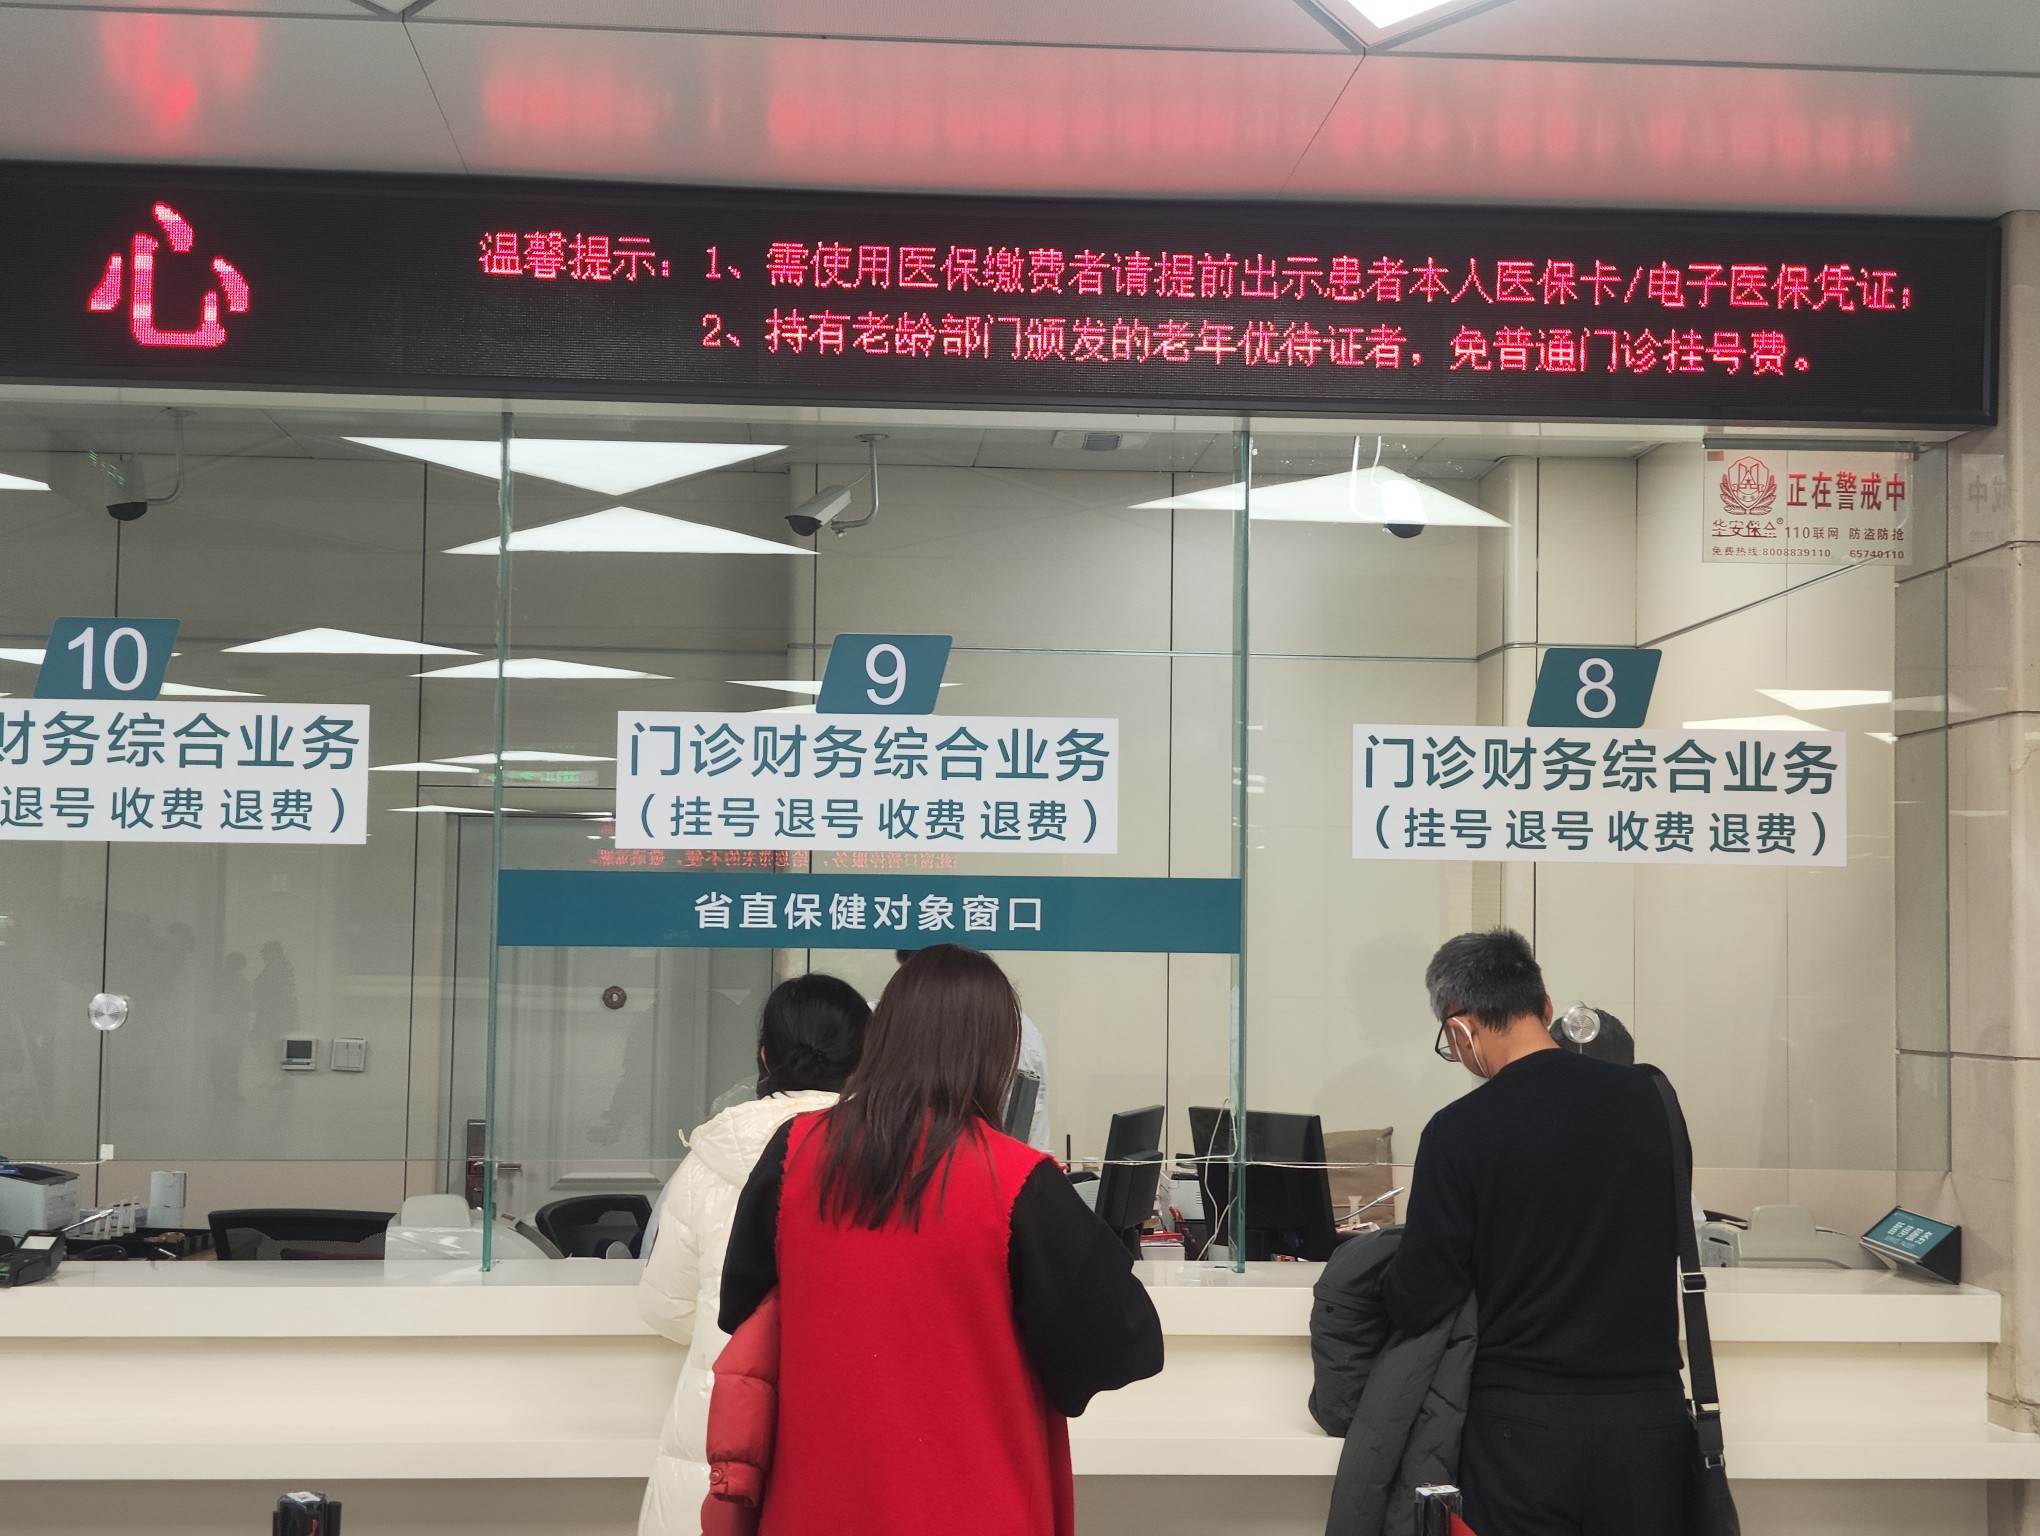 心
温馨提示：1、需使用医保缴费者请提前出示患者本人医保卡/电子医保凭证；
2、持有老龄部门颁发的老年优待证者，免普通门诊挂号费。
正在警戒中
华安保全® 110联网 防盗防抢
免费热线:8008839110 65740110
10
财务综合业务
退号 收费 退费）
9
门诊财务综合业务
（挂号 退号 收费 退费）
省直保健对象窗口
8
门诊财务综合业务
（挂号 退号 收费 退费）